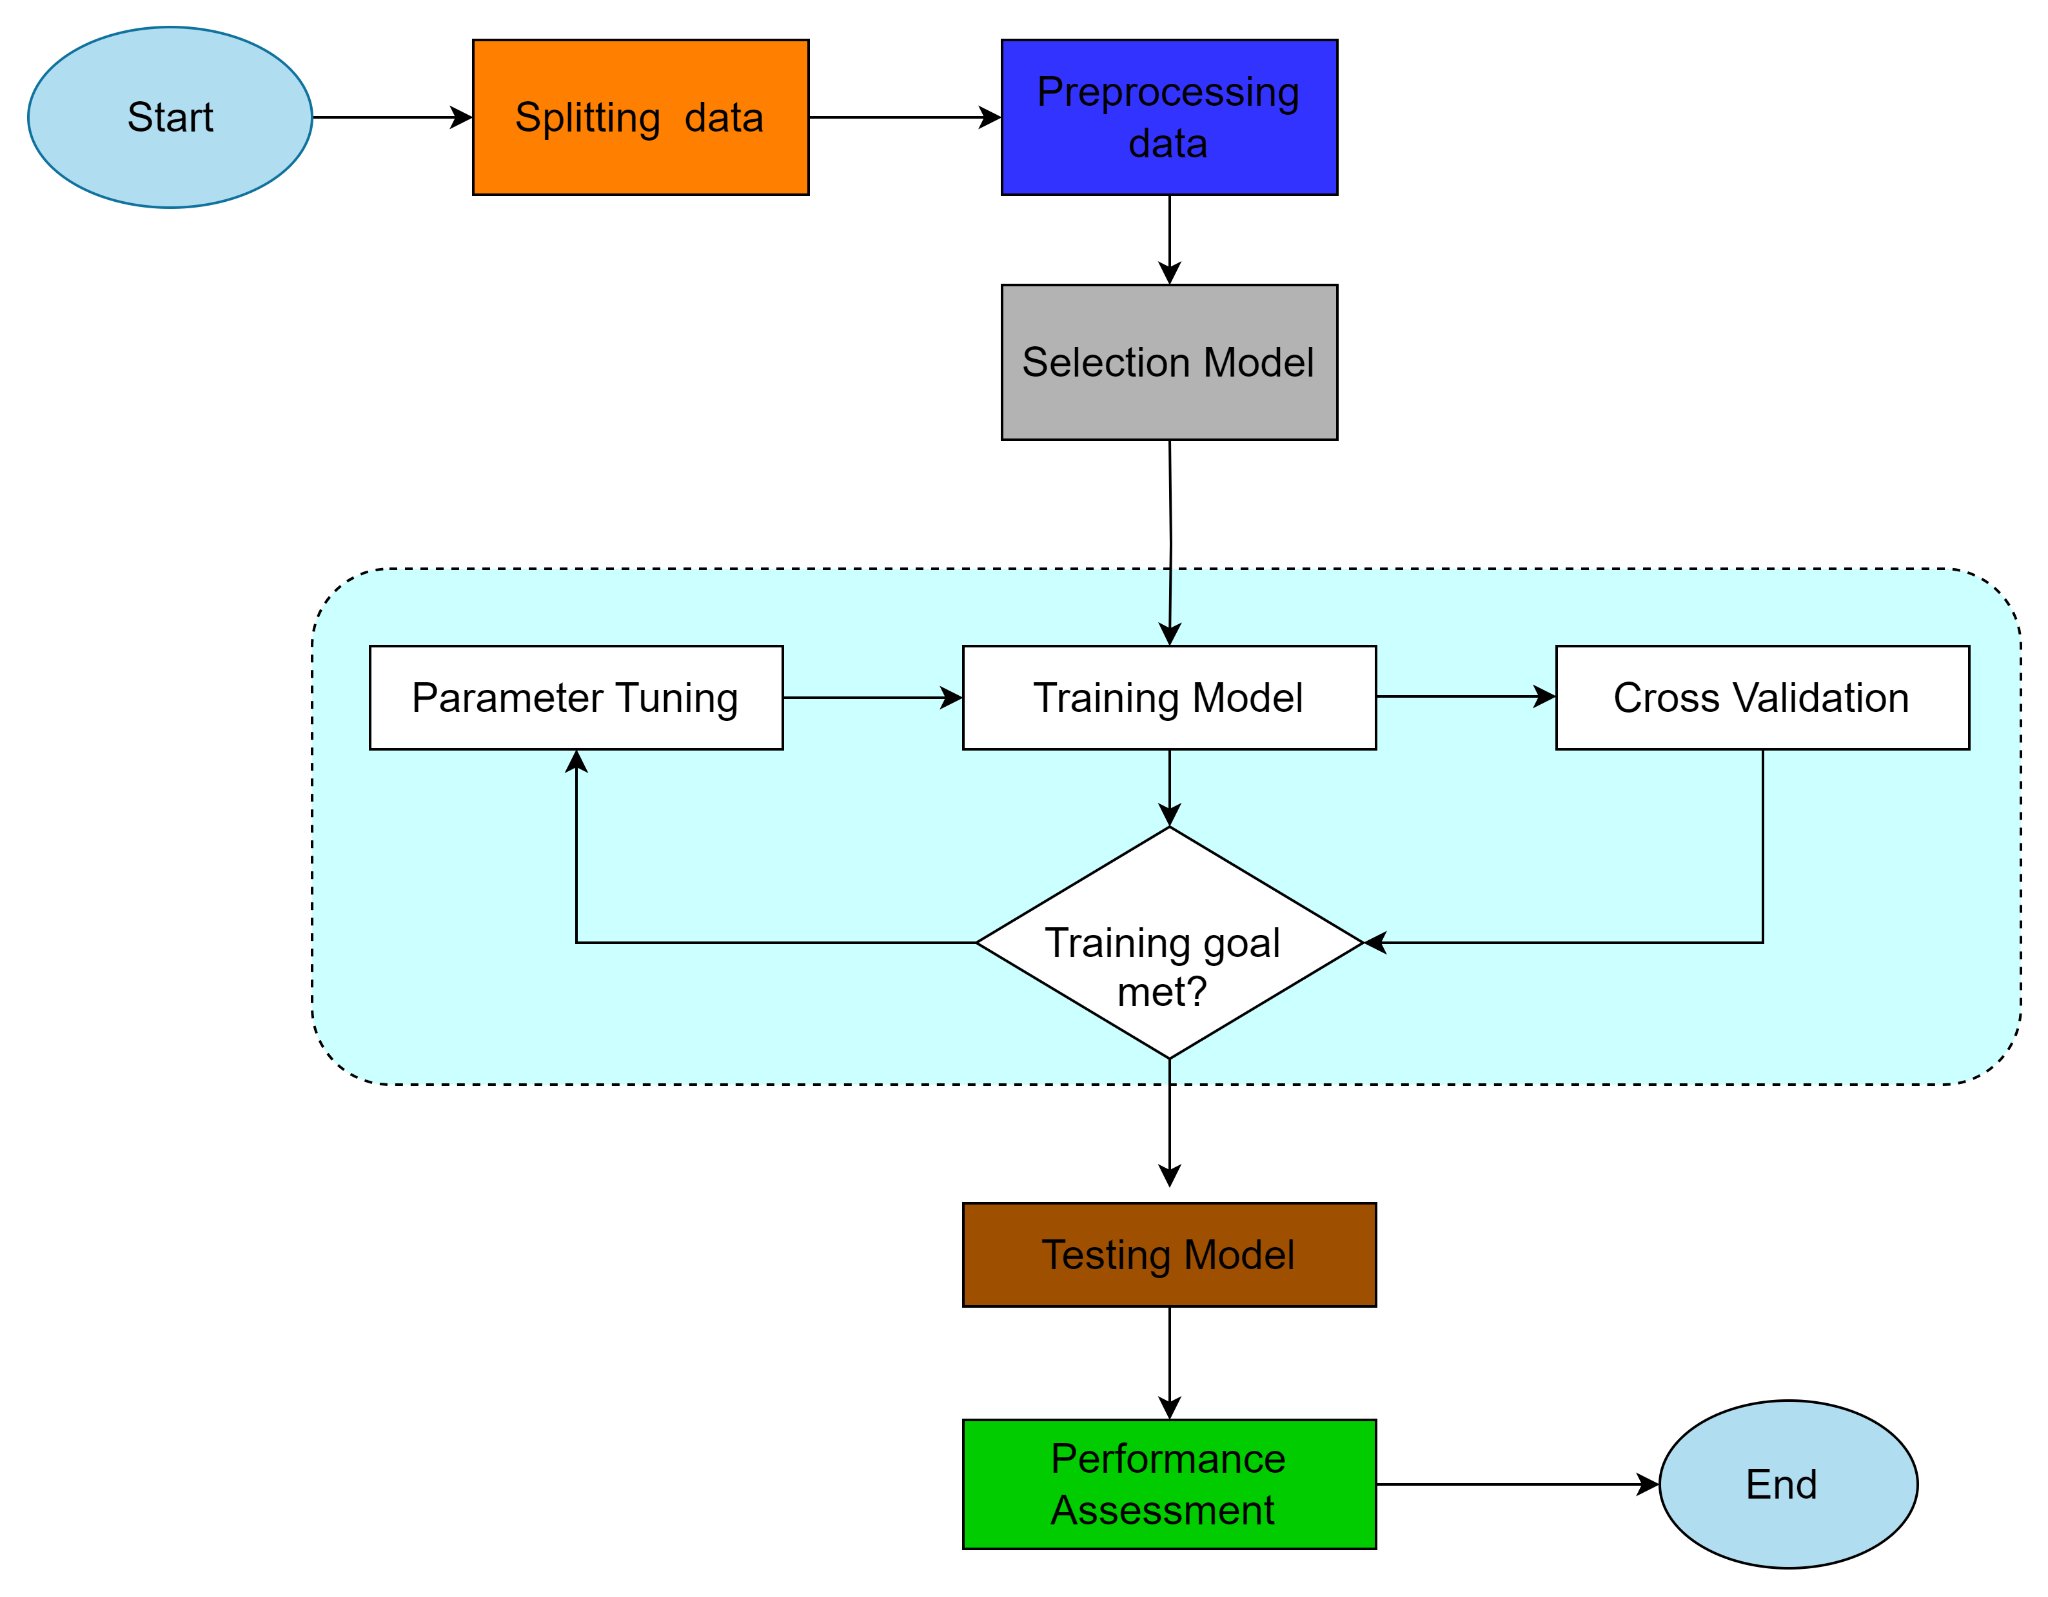 Start
Splitting  data
Preprocessing
data
Selection Model
Parameter Tuning
Training Model
Cross Validation
Training goal
met?
Testing Model
Performance
Assessment
End